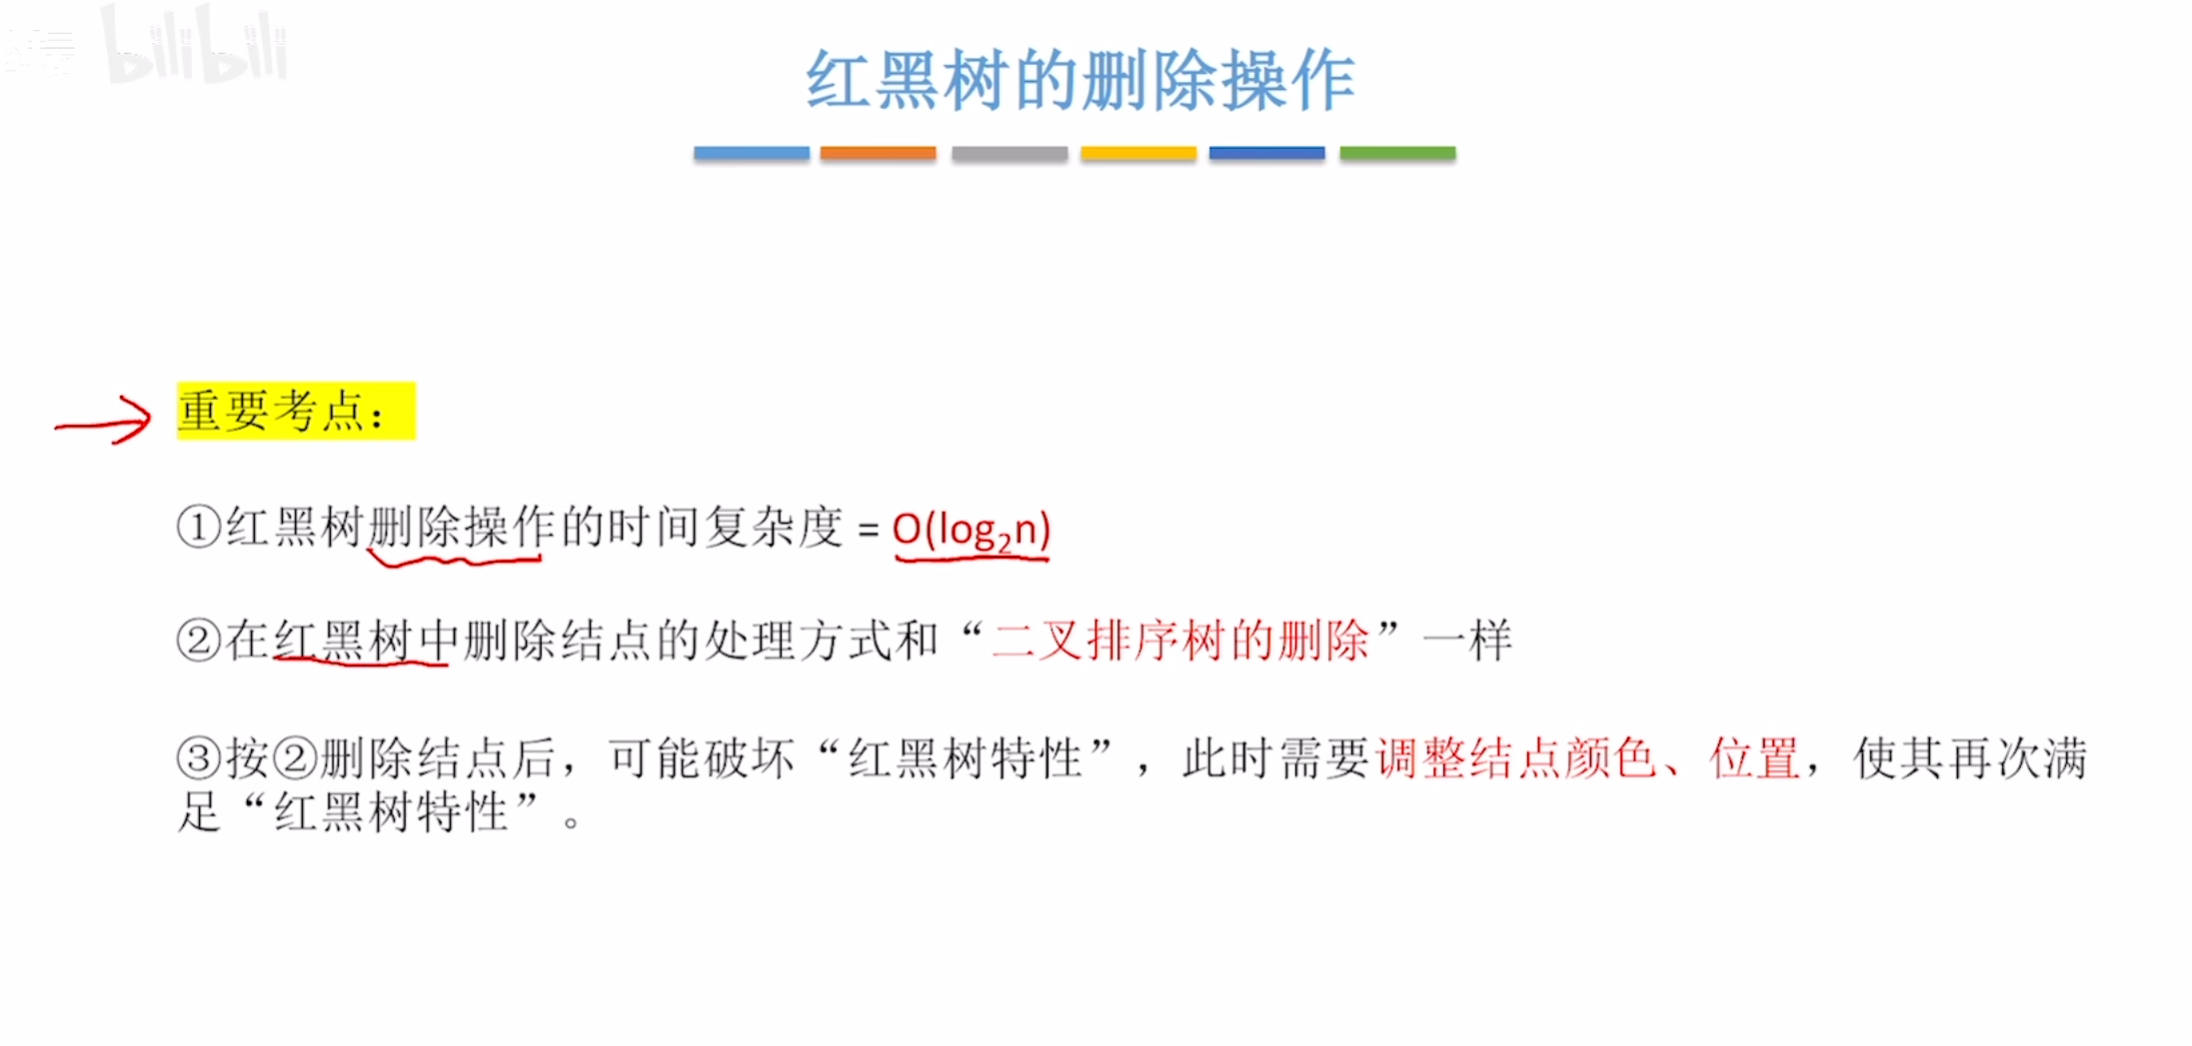 bilibili
红黑树的删除操作
重要考点：
①红黑树删除操作的时间复杂度 = O(log₂n)
②在红黑树中删除结点的处理方式和“二叉排序树的删除”一样
③按②删除结点后，可能破坏“红黑树特性”，此时需要调整结点颜色、位置，使其再次满
足“红黑树特性”。